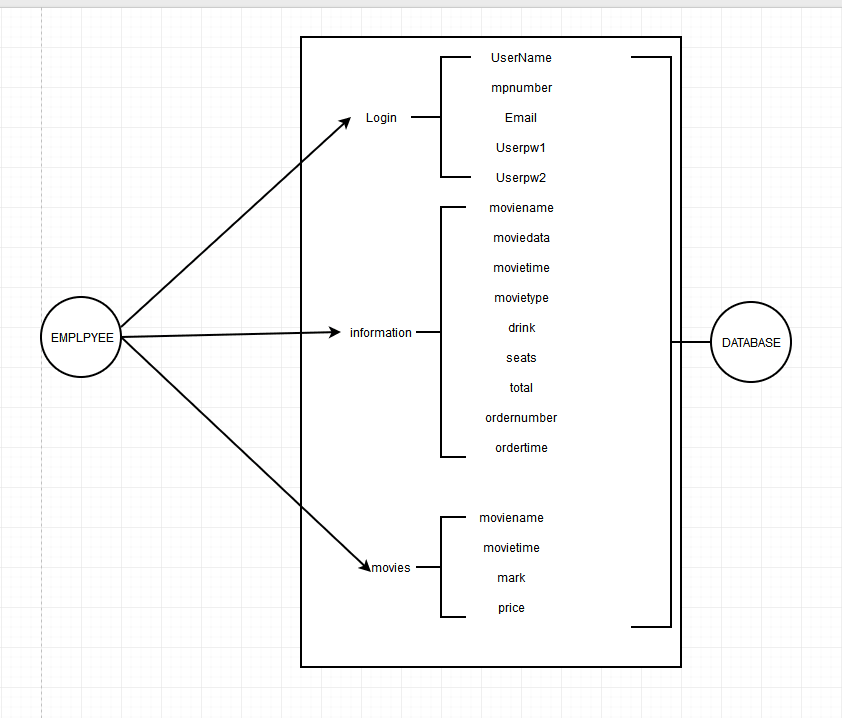 EMPLPYEE
Login
UserName
mpnumber
Email
Userpw1
Userpw2
information
moviename
moviedata
movietime
movietype
drink
seats
total
ordernumber
ordertime
movies
moviename
movietime
mark
price
DATABASE